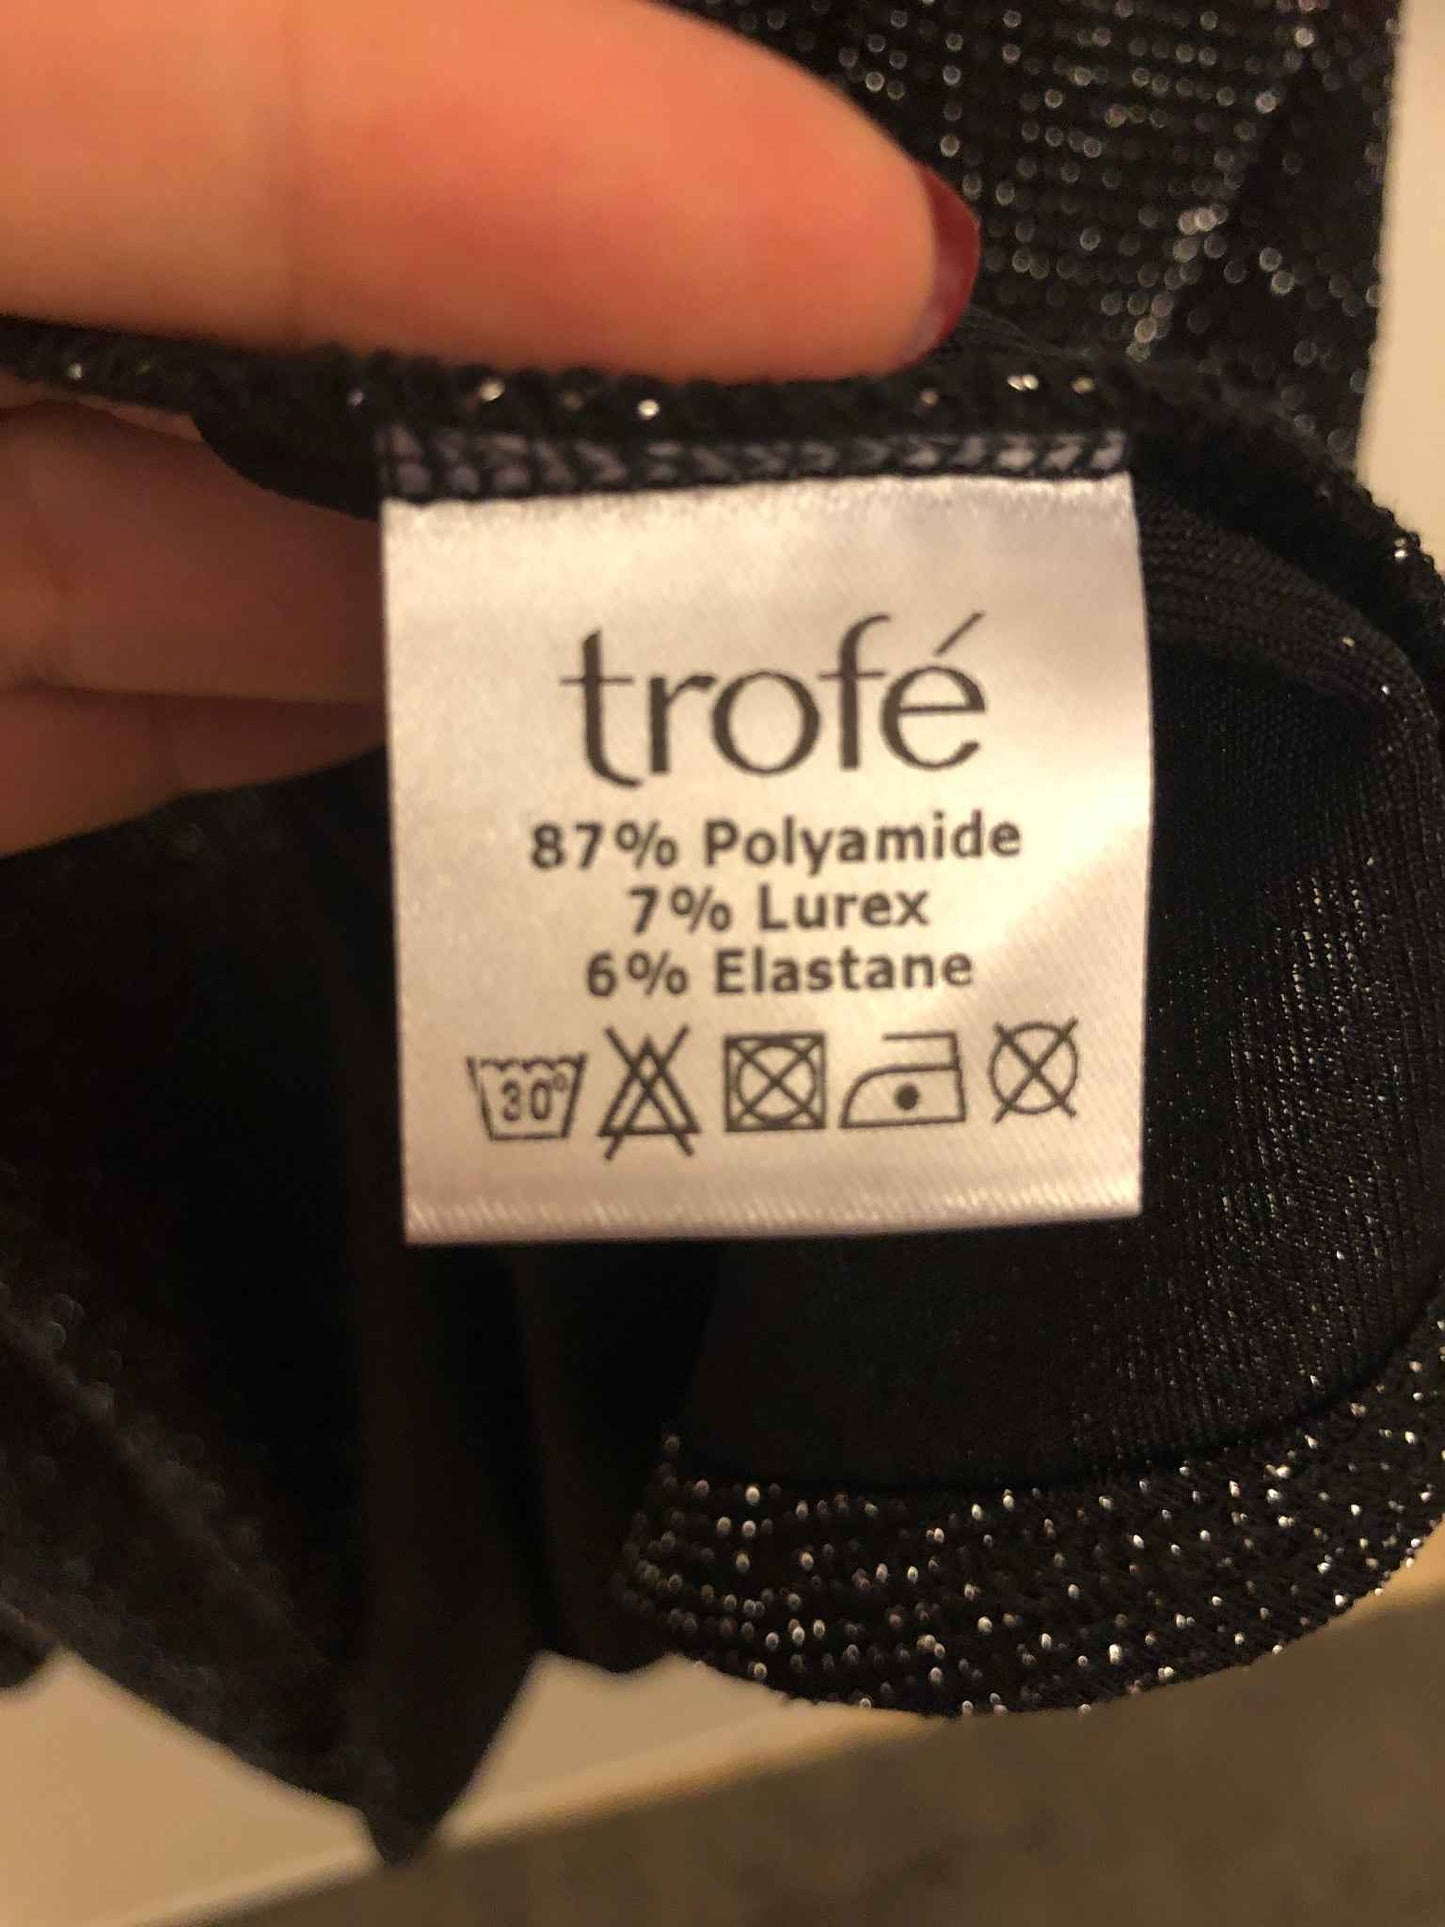 trofé
87% Polyamide
7% Lurex
6% Elastane
30°